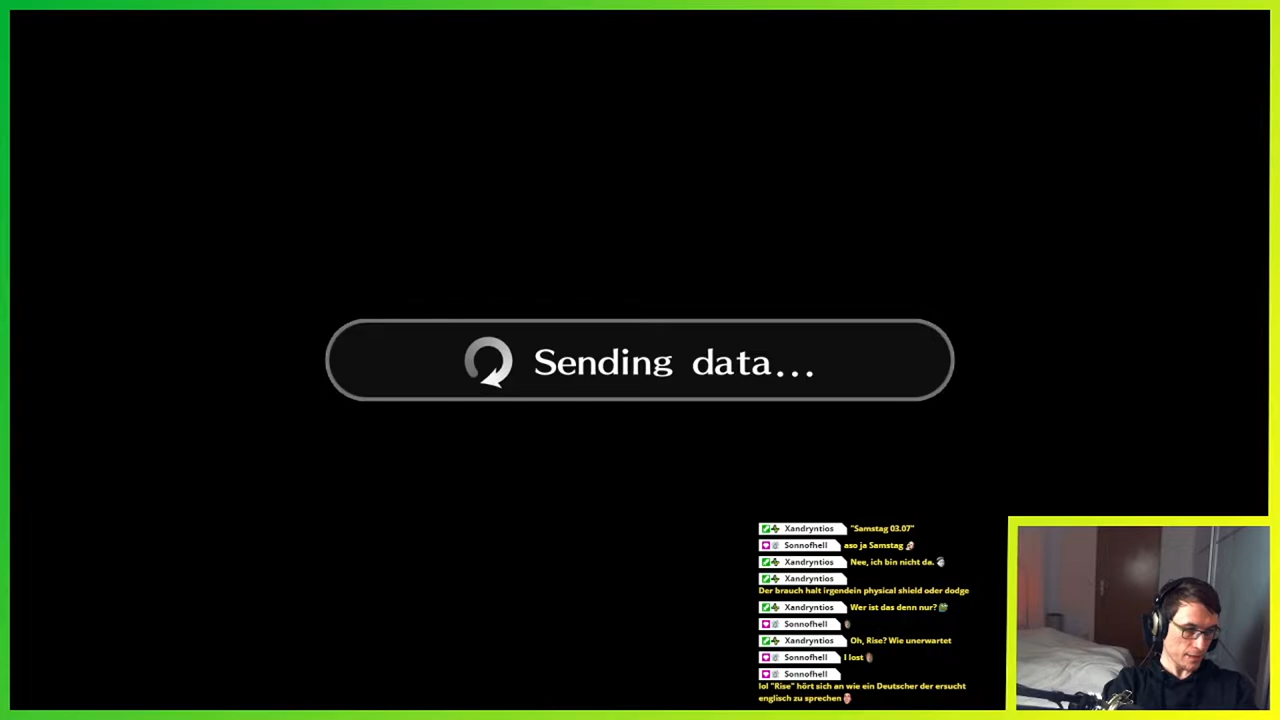 Sending data...
Xandryntios "Samstag 03.07"
Sonnofhell aso ja Samstag
Xandryntios Nee, ich bin nicht da.
Xandryntios
Der brauch halt irgendein physical shield oder dodge
Xandryntios Wer ist das denn nur?
Sonnofhell
Xandryntios Oh, Rise? Wie unerwartet
Sonnofhell I lost
Sonnofhell
lol "Rise" hört sich an wie ein Deutscher der ersucht
englisch zu sprechen